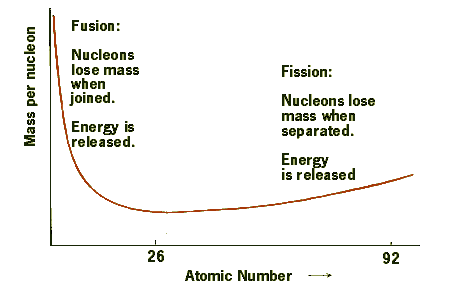 Fusion:
Nucleons
lose mass
when
joined.
Energy is
released.
Fission:
Nucleons lose
mass when
separated.
Energy
is released
Mass per nucleon
26
92
Atomic Number →